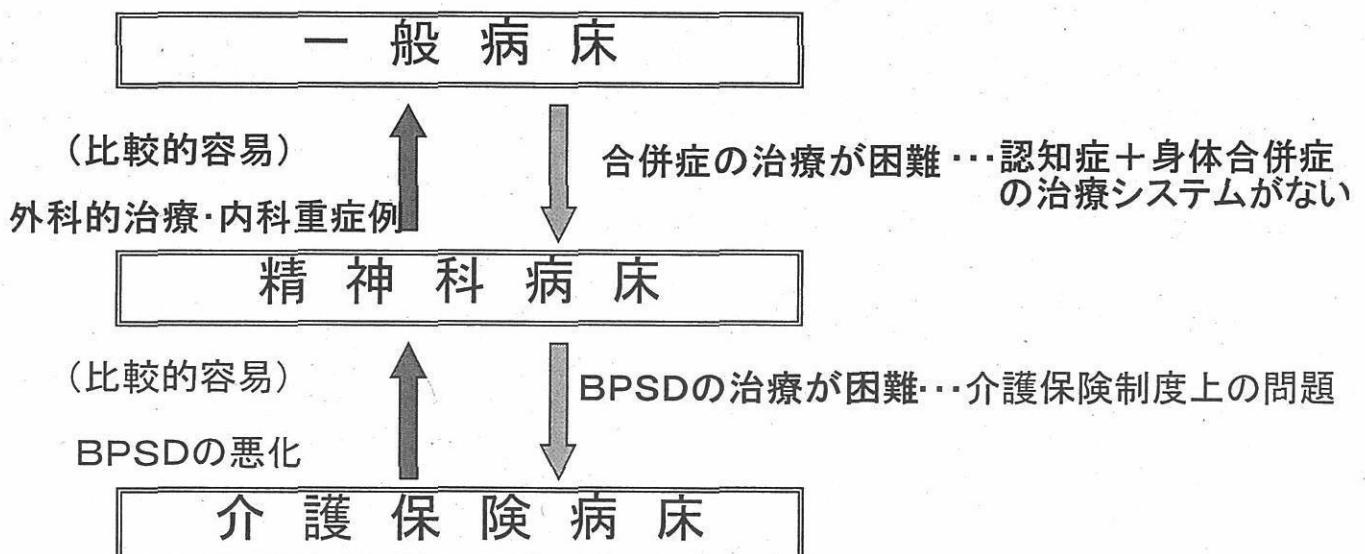 一般病床
(比較的容易)
外科的治療・内科重症例
合併症の治療が困難…認知症＋身体合併症
の治療システムがない
精神科病床
(比較的容易)
BPSDの悪化
BPSDの治療が困難…介護保険制度上の問題
介護保険病床